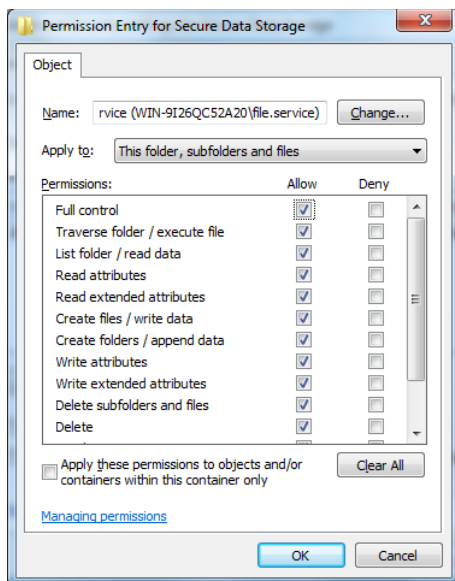 Permission Entry for Secure Data Storage
Object
Name: rvice (WIN-9I26QC52A20\file.service) Change...
Apply to: This folder, subfolders and files
Permissions: Allow Deny
Full control
Traverse folder / execute file
List folder / read data
Read attributes
Read extended attributes
Create files / write data
Create folders / append data
Write attributes
Write extended attributes
Delete subfolders and files
Delete
Apply these permissions to objects and/or
containers within this container only
Clear All
Managing permissions
OK Cancel